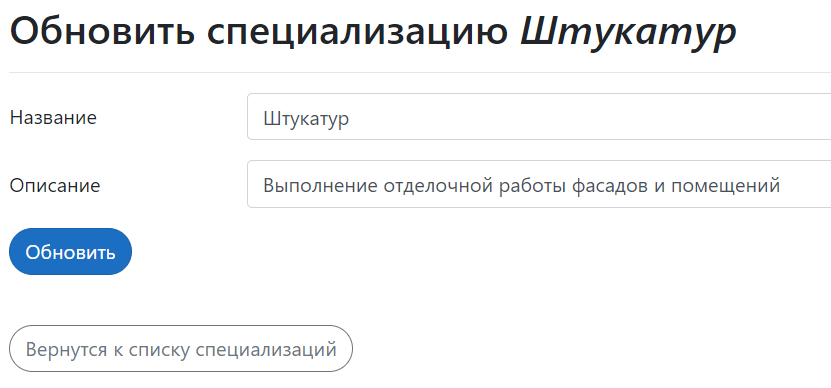 Обновить специализацию Штукатур
Название
Штукатур
Описание
Выполнение отделочной работы фасадов и помещений
Обновить
Вернутся к списку специализаций